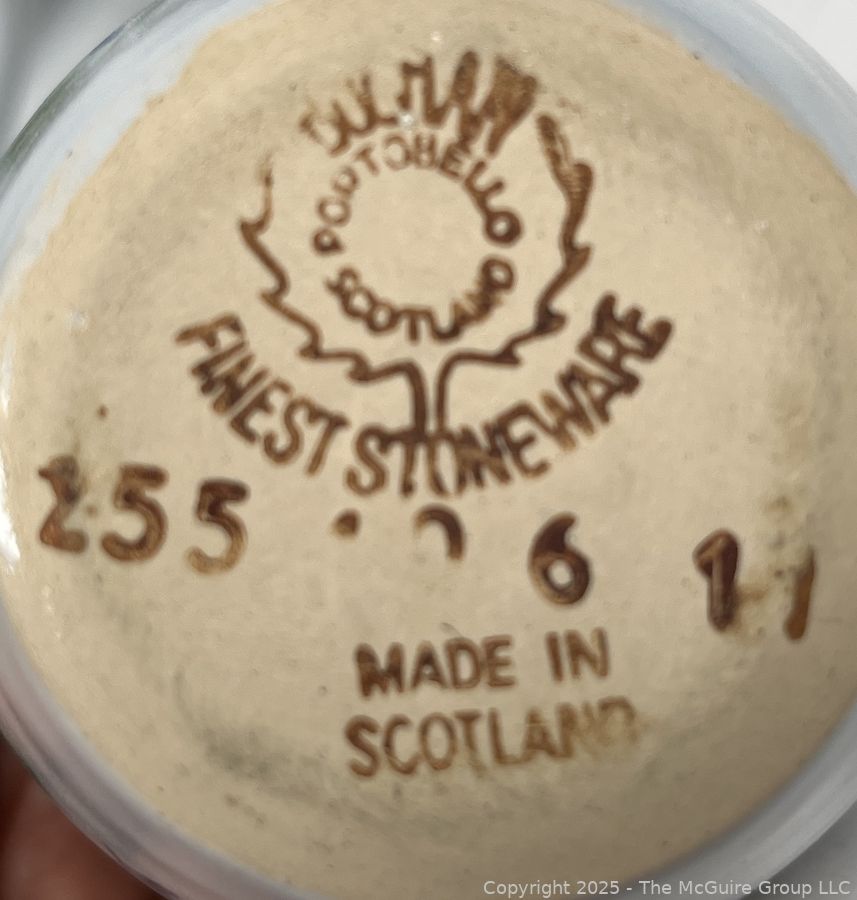 PORTOBELLO
SCOTLAND
FINEST STONEWARE
255 6
MADE IN
SCOTLAND
Copyright 2025 - The McGuire Group LLC